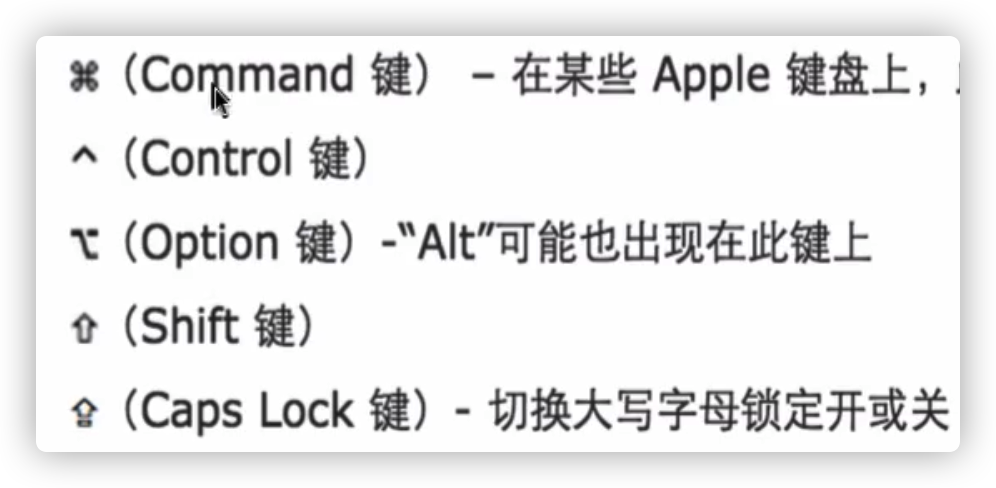 ⌘（Command 键） – 在某些 Apple 键盘上，
^（Control 键）
⌥（Option 键）-“Alt”可能也出现在此键上
⇧（Shift 键）
⇪（Caps Lock 键）- 切换大写字母锁定开或关